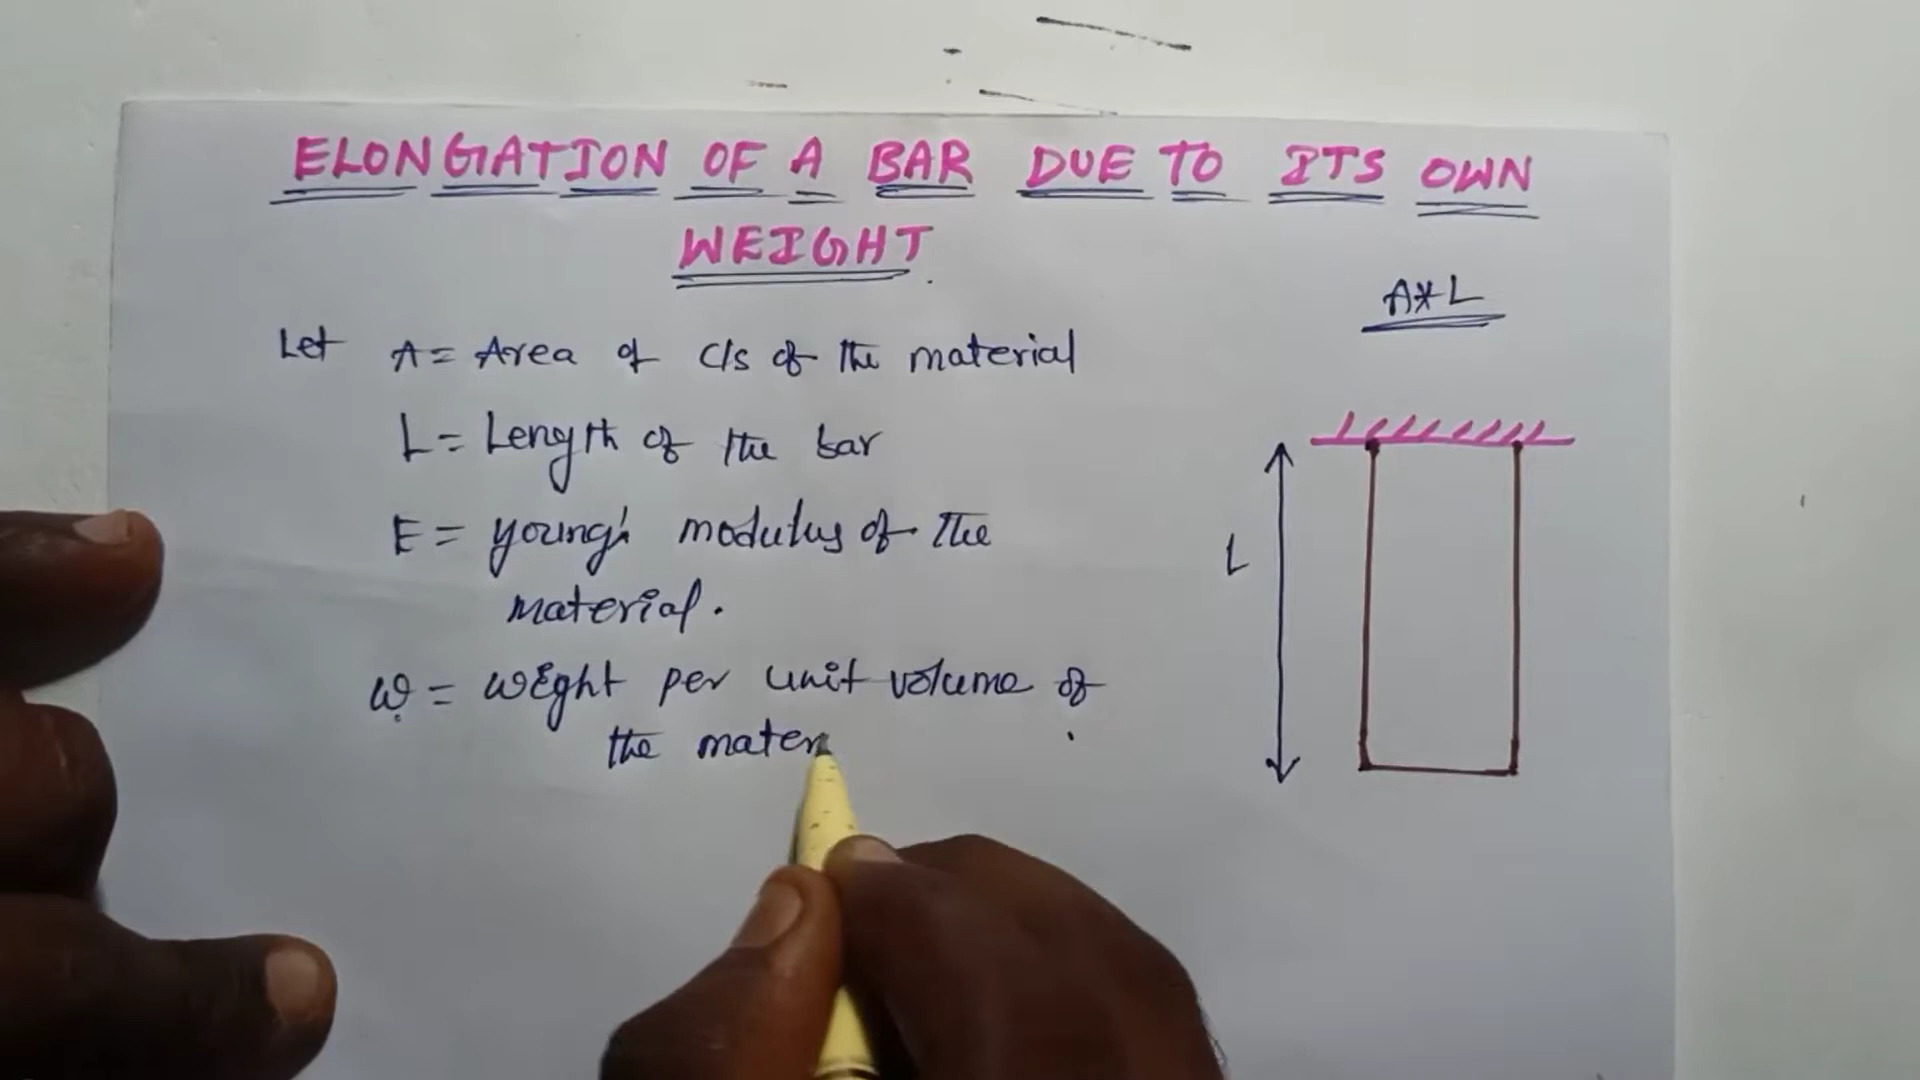 ELONGATION OF A BAR DUE TO ITS OWN
WEIGHT.
A*L
Let A = Area of C/s of the material
L = Length of the bar
E = young's modulus of the
material.
L
ω = weight per unit volume of
the mater